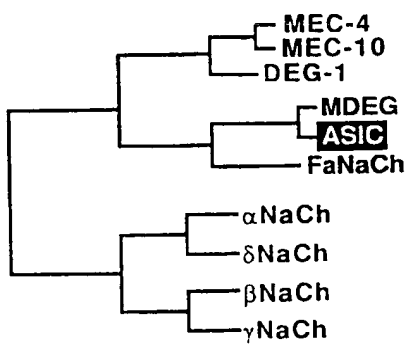 MEC-4
MEC-10
DEG-1
MDEG
ASIC
FaNaCh
αNaCh
δNaCh
βNaCh
γNaCh